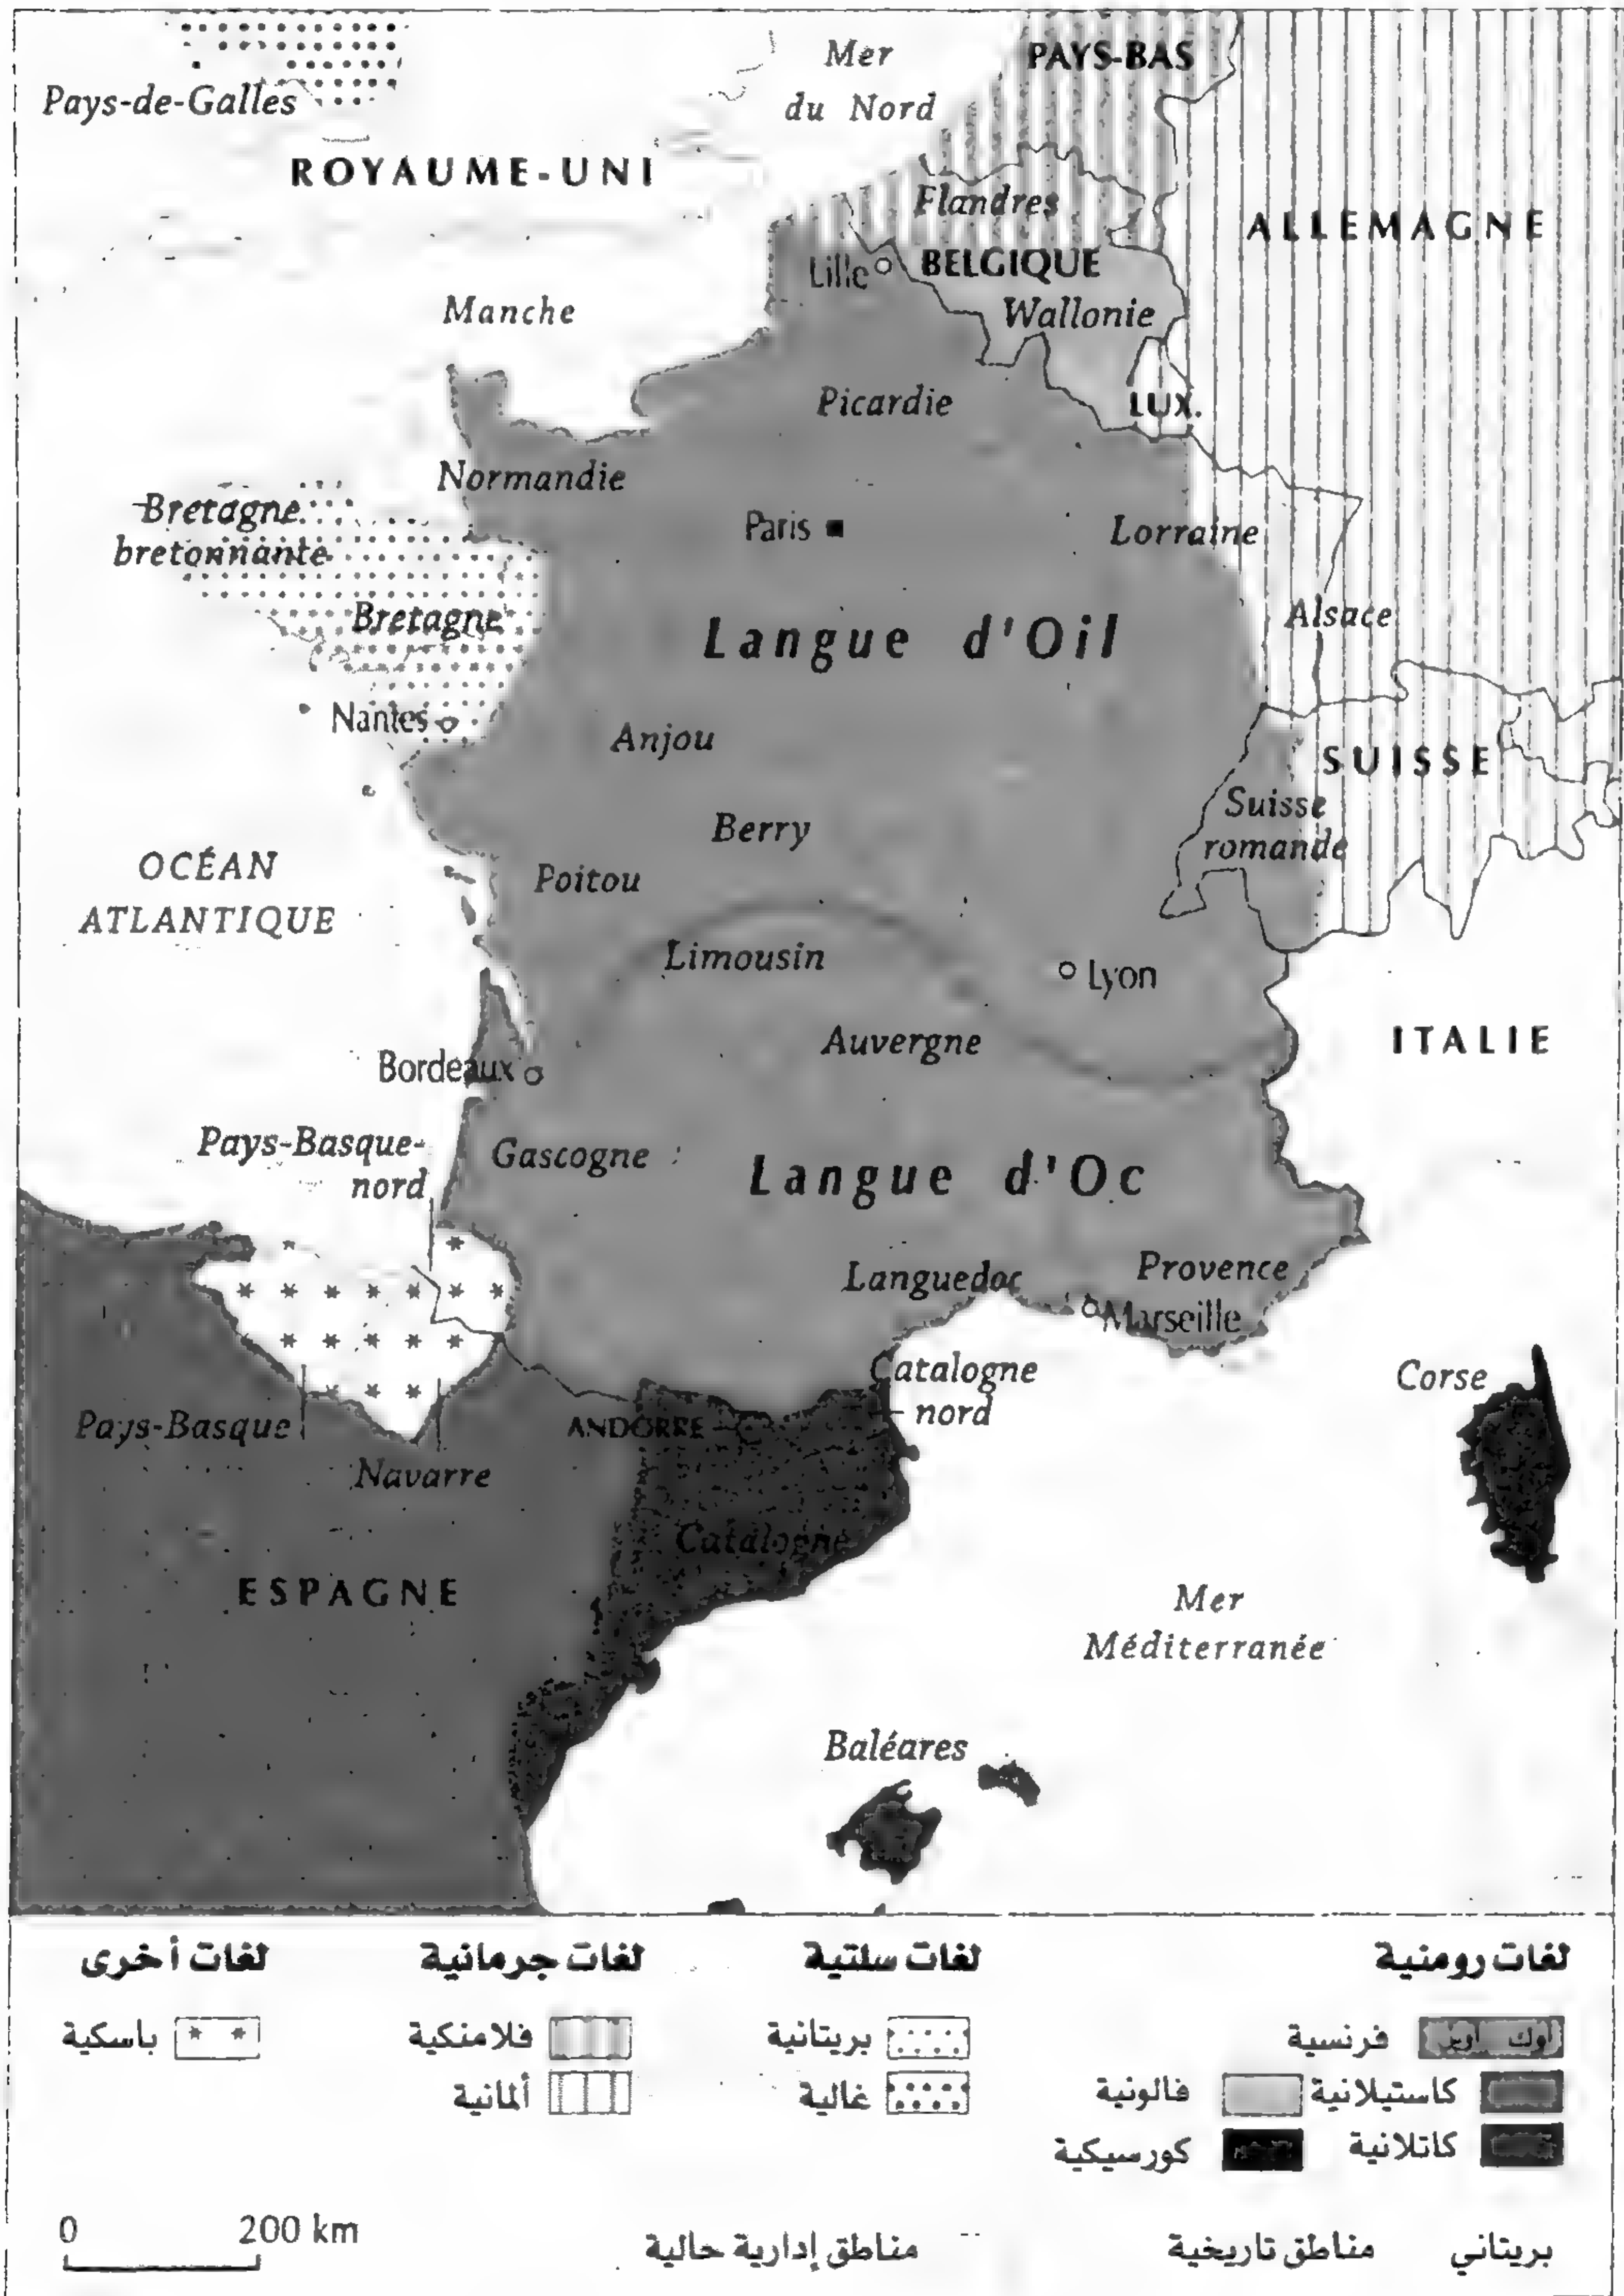 Mer
du Nord
PAYS-BAS
Pays-de-Galles
ROYAUME-UNI
Flandres
ALLEMAGNE
Lille
BELGIQUE
Manche
Wallonie
Picardie
LUX.
Normandie
Bretagne
bretonnante
Paris
Lorraine
Bretagne
Langue d'Oil
Alsace
Nantes
Anjou
SUISSE
Suisse
romande
Berry
OCÉAN
ATLANTIQUE
Poitou
Limousin
Lyon
Auvergne
ITALIE
Bordeaux
Pays-Basque-
nord
Gascogne
Langue d'Oc
Languedoc
Provence
Marseille
Catalogne
nord
Corse
Pays-Basque
ANDORRE
Navarre
Catalogne
ESPAGNE
Mer
Méditerranée
Baléares
لغات رومنية
أوك
فرنسية
كاستيلانية
فالونية
كاتلانية
كورسيكية
لغات سلتية
بريتانية
غالية
لغات جرمانية
فلامنكية
ألمانية
لغات أخرى
باسكية
بريتاني
مناطق تاريخية
مناطق إدارية حالية
0 200 km